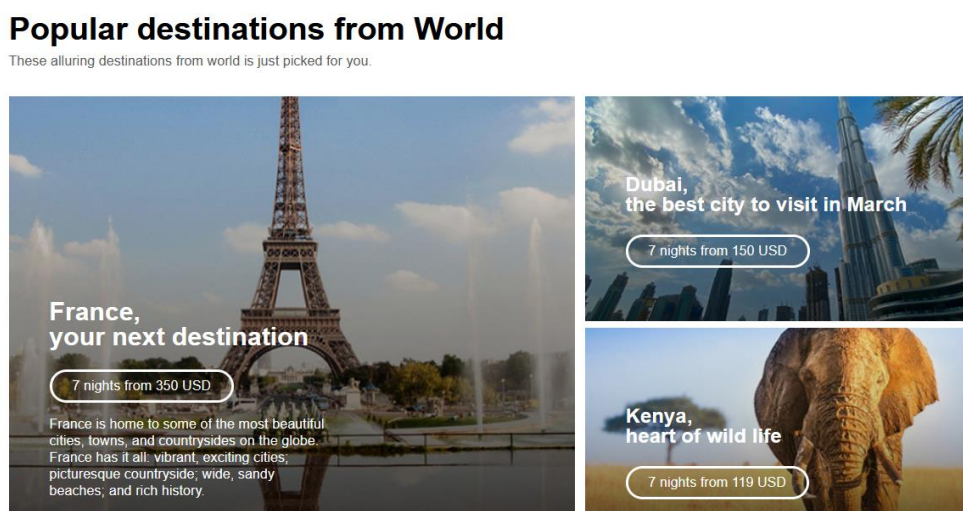 Popular destinations from World
These alluring destinations from world is just picked for you.
France,
your next destination
7 nights from 350 USD
France is home to some of the most beautiful
cities, towns, and countrysides on the globe.
France has it all: vibrant, exciting cities;
picturesque countryside; wide, sandy
beaches; and rich history.
Dubai,
the best city to visit in March
7 nights from 150 USD
Kenya,
heart of wild life
7 nights from 119 USD